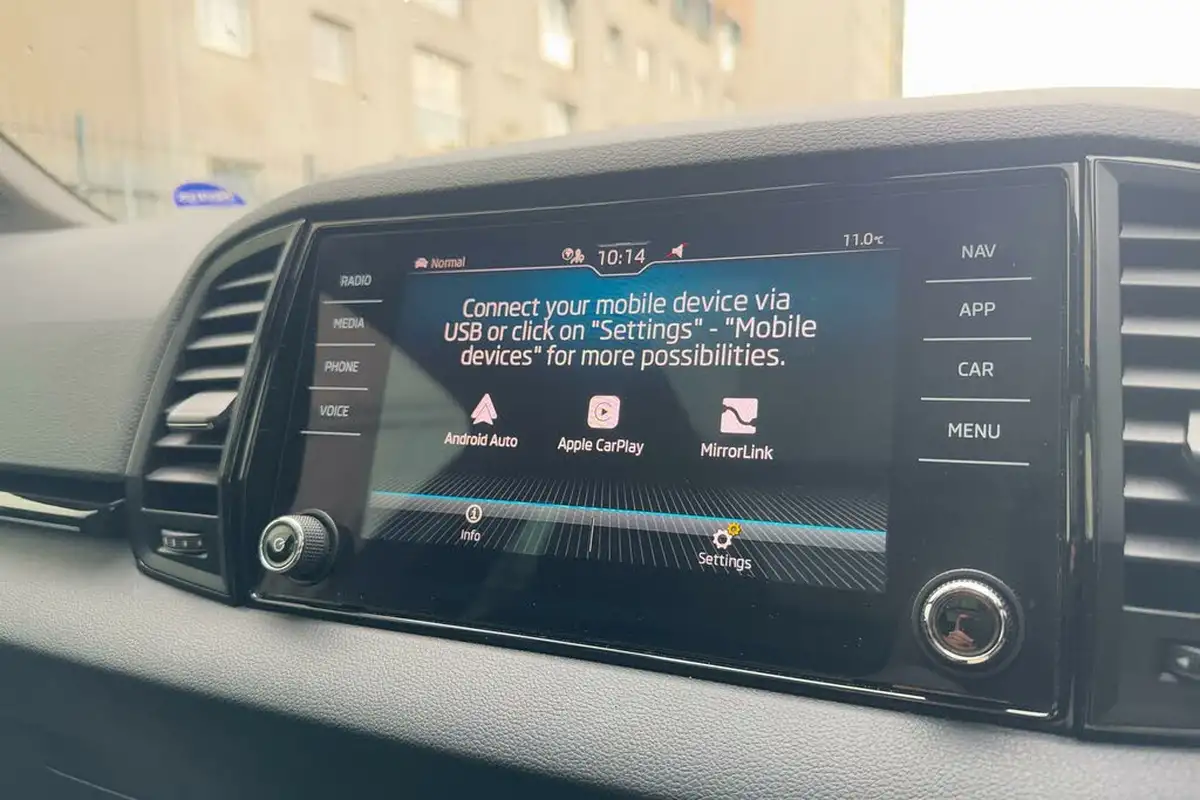 Normal
10:14
11.0°C
RADIO
MEDIA
PHONE
VOICE
Connect your mobile device via
USB or click on "Settings" - "Mobile
devices" for more possibilities.
Android Auto
Apple CarPlay
MirrorLink
Info
Settings
NAV
APP
CAR
MENU